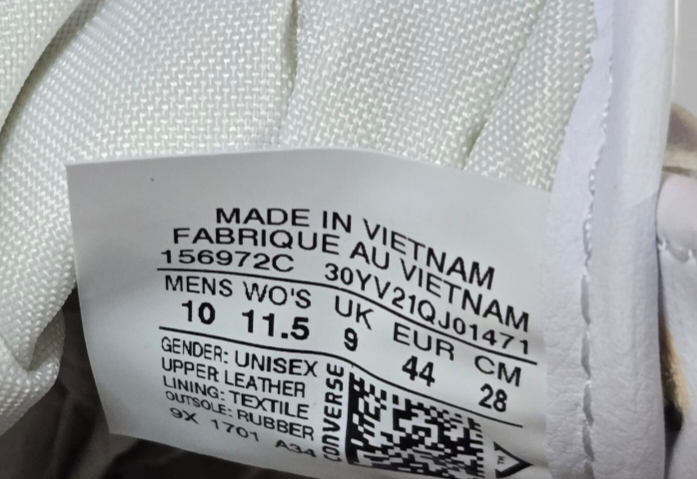 MADE IN VIETNAM
FABRIQUE AU VIETNAM
156972C 30YV21QJ01471
MENS WO'S UK EUR CM
10 11.5 9 44 28
GENDER: UNISEX
UPPER: LEATHER
LINING: TEXTILE
OUTSOLE: RUBBER
9X 1701 A34
CONVERSE
TM